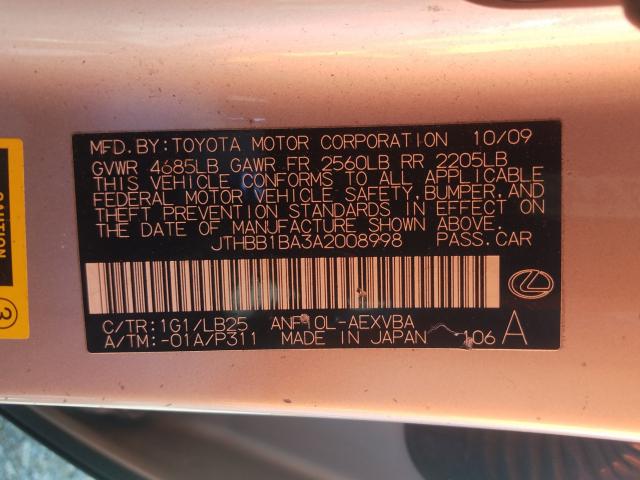 MFD. BY: TOYOTA MOTOR CORPORATION 10/09
GVWR 4685LB GAWR FR 2560LB RR 2205LB
THIS VEHICLE CONFORMS TO ALL APPLICABLE
FEDERAL MOTOR VEHICLE SAFETY, BUMPER, AND
THEFT PREVENTION STANDARDS IN EFFECT ON
THE DATE OF MANUFACTURE SHOWN ABOVE.
JTHBB1BA3A2008998 PASS. CAR
C/TR: 1G1/LB25 ANF10L-AEXVBA
A/TM: -01A/P311 MADE IN JAPAN 106 A
CAUTION
3